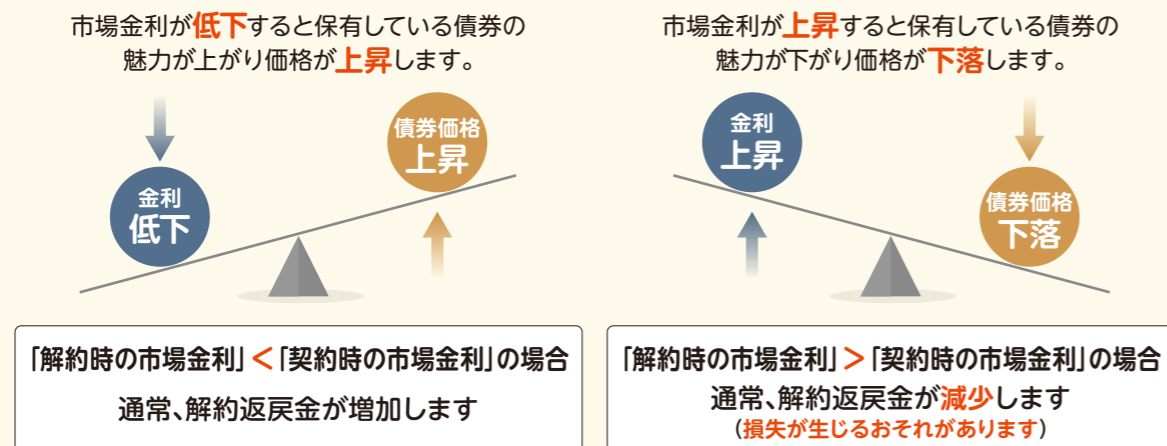 市場金利が低下すると保有している債券の
魅力が上がり価格が上昇します。
債券価格
上昇
金利
低下
「解約時の市場金利」<「契約時の市場金利」の場合
通常、解約返戻金が増加します
市場金利が上昇すると保有している債券の
魅力が下がり価格が下落します。
金利
上昇
債券価格
下落
「解約時の市場金利」>「契約時の市場金利」の場合
通常、解約返戻金が減少します
(損失が生じるおそれがあります)